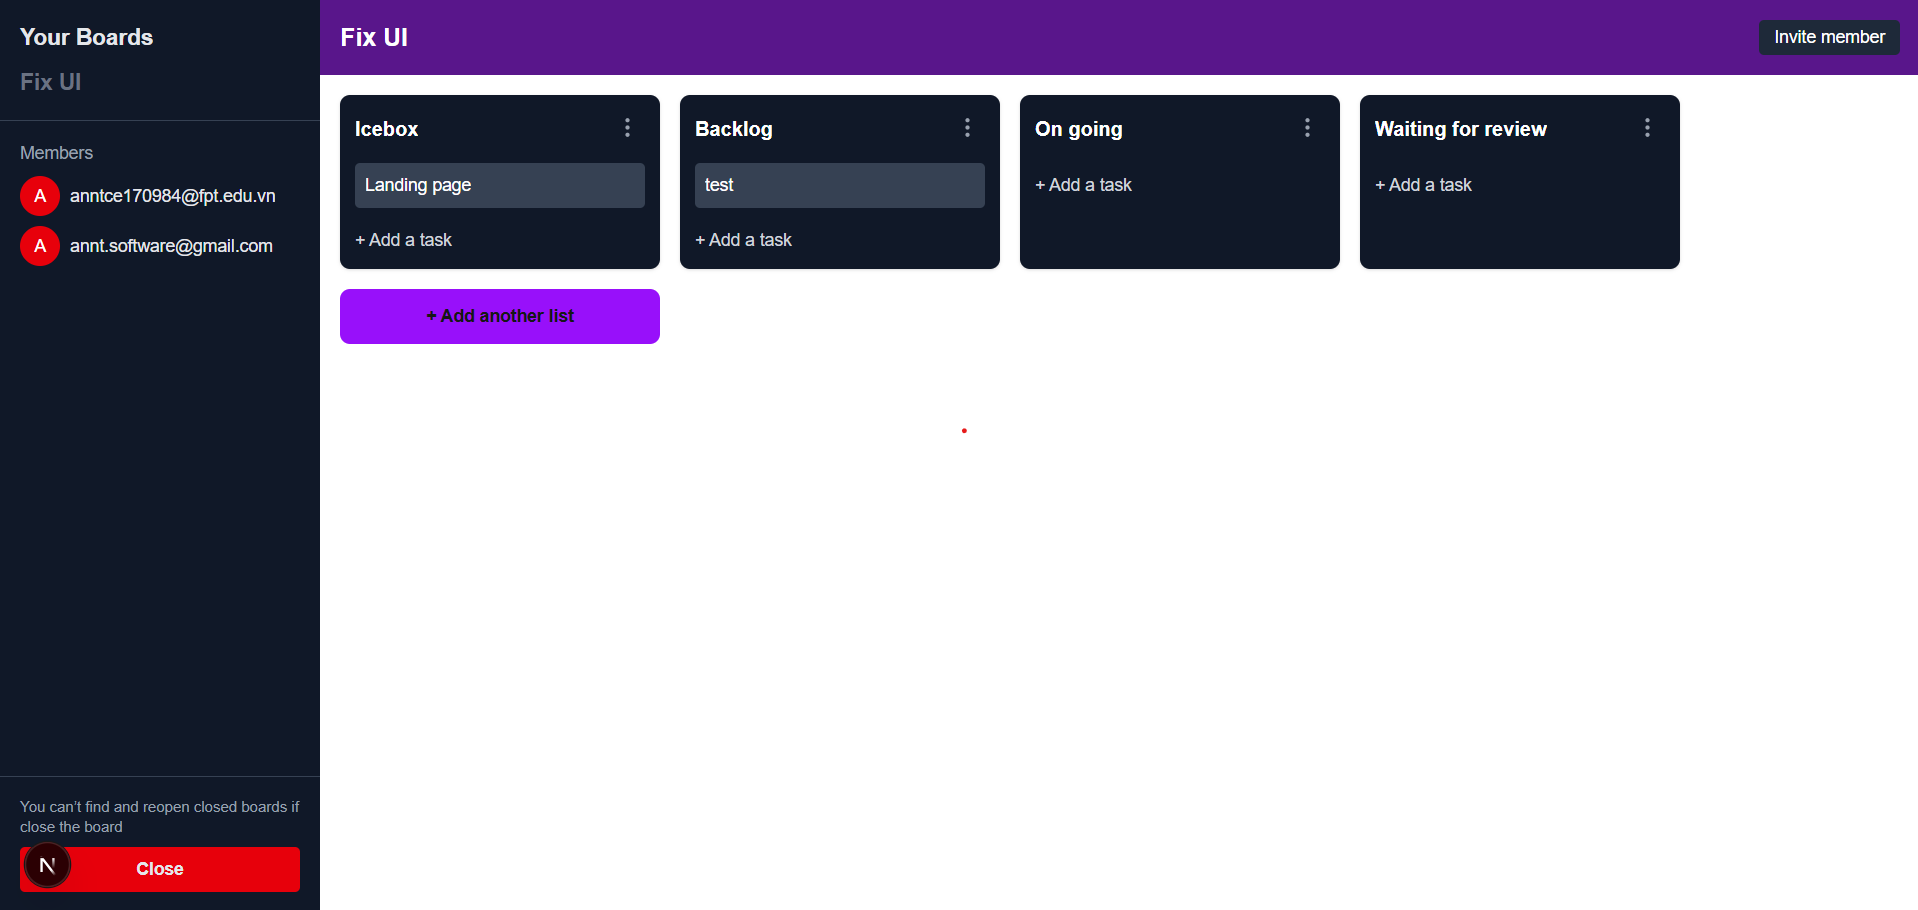 Your Boards
Fix UI
Members
A anntce170984@fpt.edu.vn
A annt.software@gmail.com
You can't find and reopen closed boards if
close the board
N
Close
Fix UI
Invite member
Icebox
Landing page
+ Add a task
Backlog
test
+ Add a task
On going
+ Add a task
Waiting for review
+ Add a task
+ Add another list